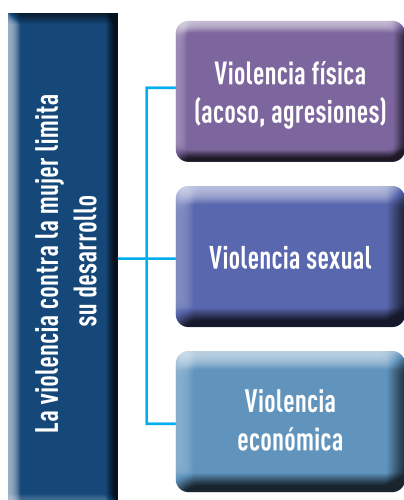 La violencia contra la mujer limita
su desarrollo
Violencia física
(acoso, agresiones)
Violencia sexual
Violencia
económica